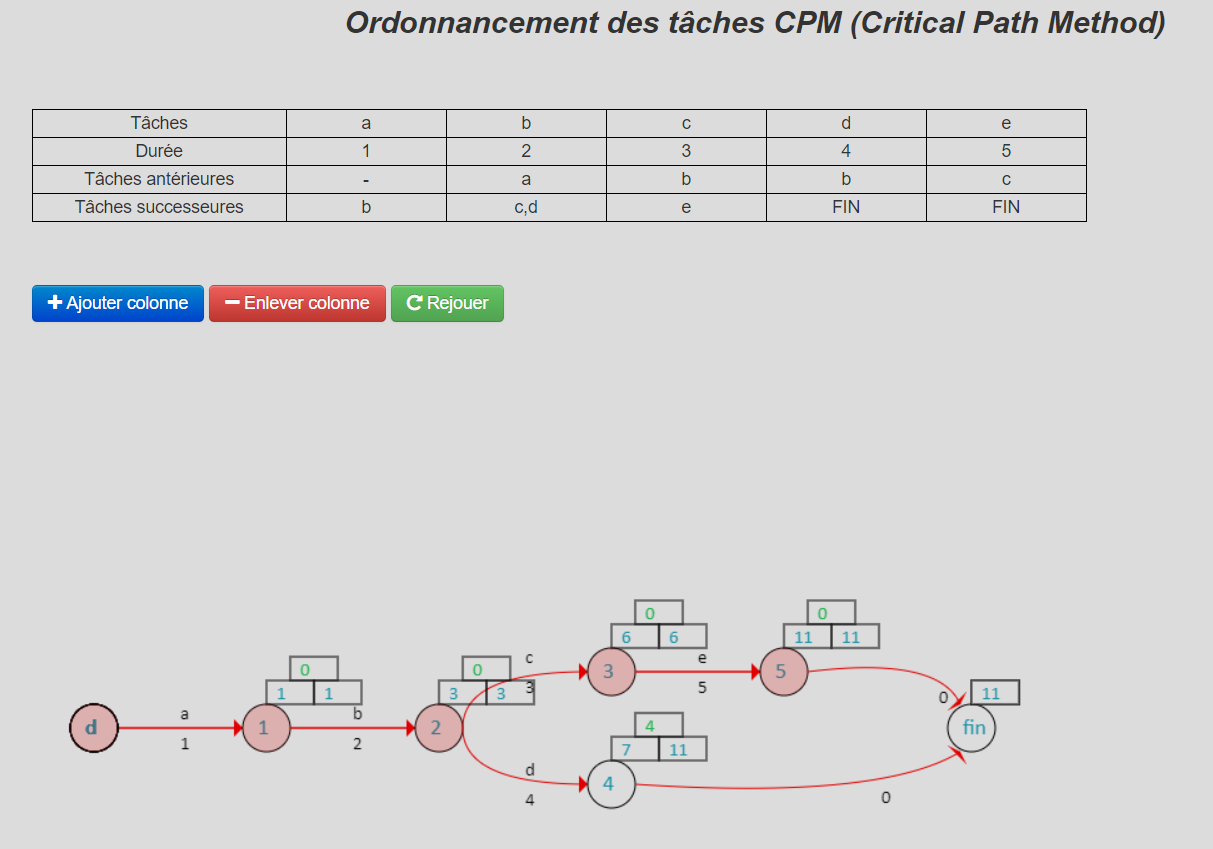 Ordonnancement des tâches CPM (Critical Path Method)
Tâches a b c d e
Durée 1 2 3 4 5
Tâches antérieures - a b b c
Tâches successeures b c,d e FIN FIN
Ajouter colonne Enlever colonne Rejouer
0 0
6 6 c e 11 11
3 5
3 5
0 0
1 1 3 3
0 11
a b
d 1 2 fin
1 2
4
7 11
d
4
4
0